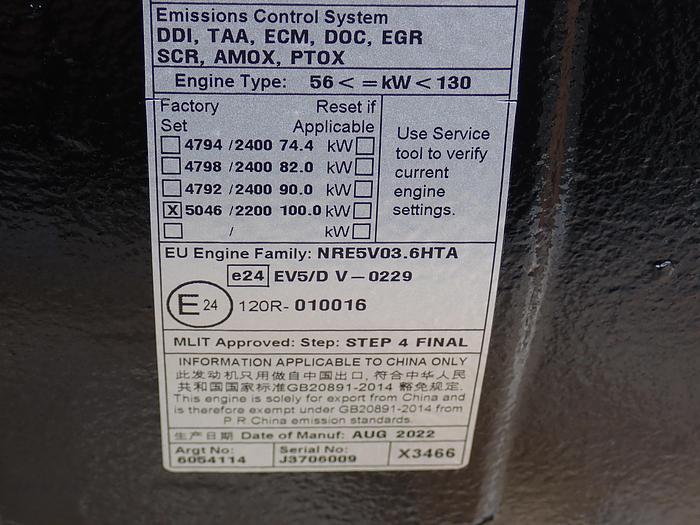 Emissions Control System
DDI, TAA, ECM, DOC, EGR
SCR, AMOX, PTOX
Engine Type: 56 < =kW < 130
Factory Set Reset if Applicable
4794 /2400 74.4 kW
4798 /2400 82.0 kW
4792 /2400 90.0 kW
X 5046 /2200 100.0 kW
/ kW
Use Service
tool to verify
current
engine
settings.
EU Engine Family: NRE5V03.6HTA
e24 EV5/D V-0229
E 24 120R- 010016
MLIT Approved: Step: STEP 4 FINAL
INFORMATION APPLICABLE TO CHINA ONLY
此发动机只用做自中国出口, 符合中华人民
共和国国家标准GB20891-2014 豁免规定.
This engine is solely for export from China and
is therefore exempt under GB20891-2014 from
P R China emission standards.
生产日期 Date of Manuf: AUG 2022
Argt No:
6054114
Serial No:
J3706009
X3466